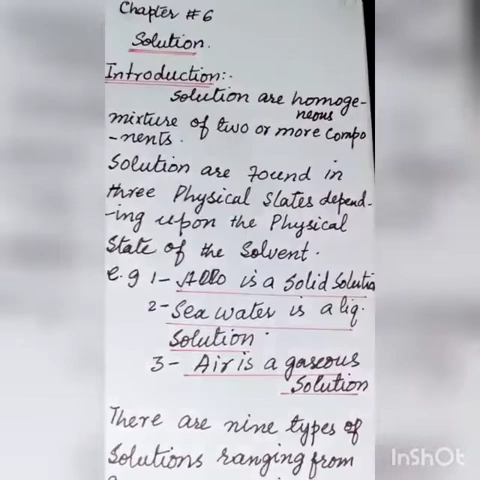 Chapter #6
Solution.
Introduction:-
Solution are homoge-
neous
mixture of two or more compo
-nents.
Solution are found in
three Physical States depend-
-ing upon the Physical
State of the Solvent.
e.g 1- is a Solid Solutio
2- Sea water is a liq.
Solution.
3- Air is a gaseous
Solution
There are nine types of
Solutions ranging from
INSHOT